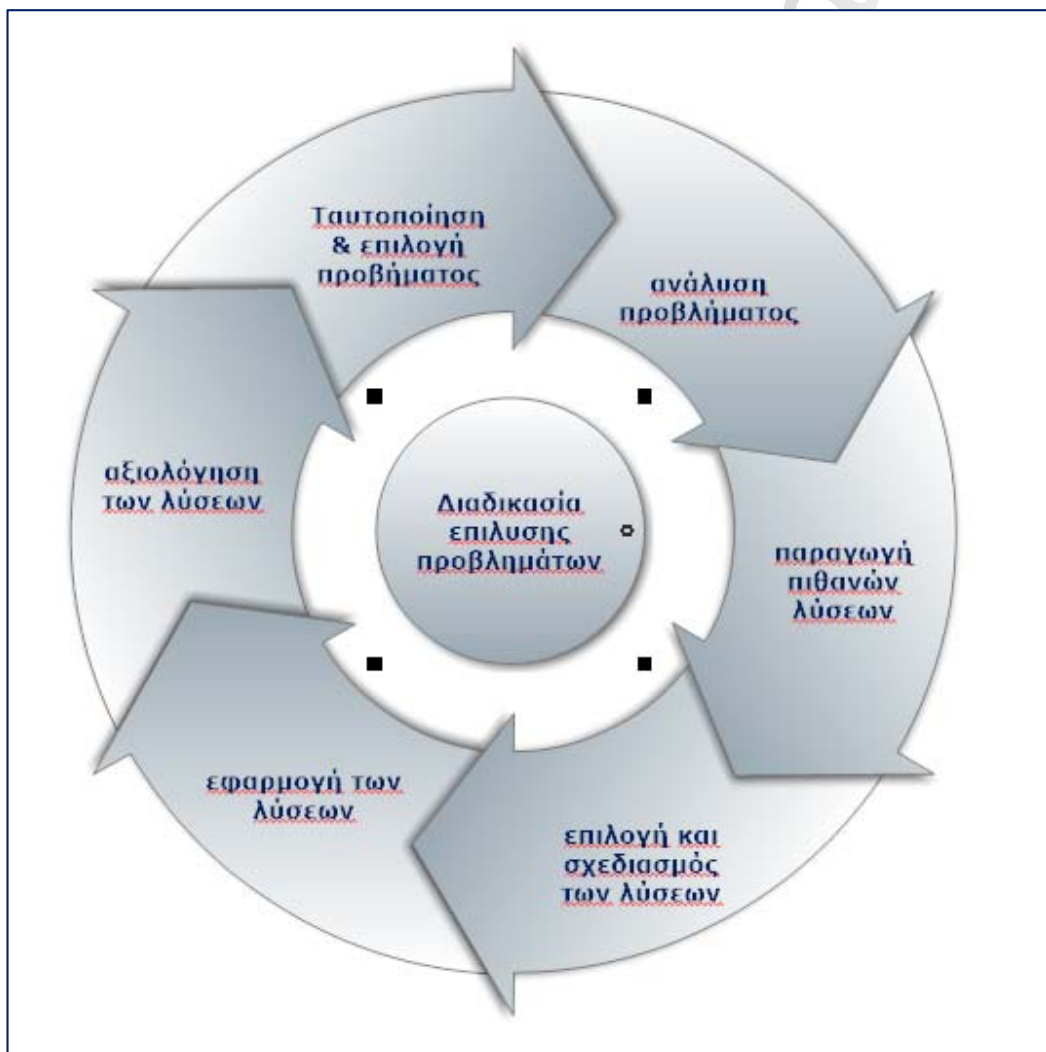 Ταυτοποίηση
& επιλογή
προβήματος
ανάλυση
προβλήματος
παραγωγή
πιθανών
λύσεων
επιλογή και
σχεδιασμός
των λύσεων
εφαρμογή των
λύσεων
αξιολόγηση
των λύσεων
Διαδικασία
επιλυσης
προβλημάτων